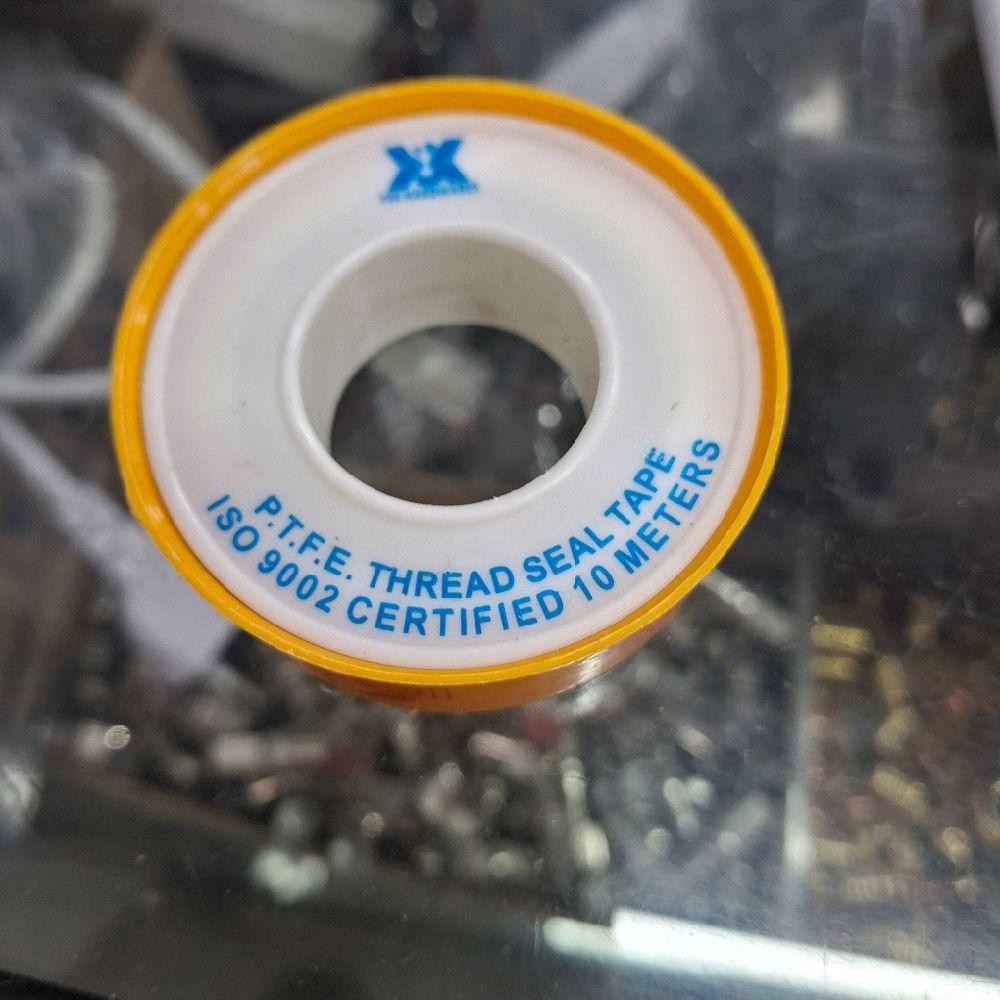 P.T.F.E. THREAD SEAL TAPE
ISO 9002 CERTIFIED 10 METERS